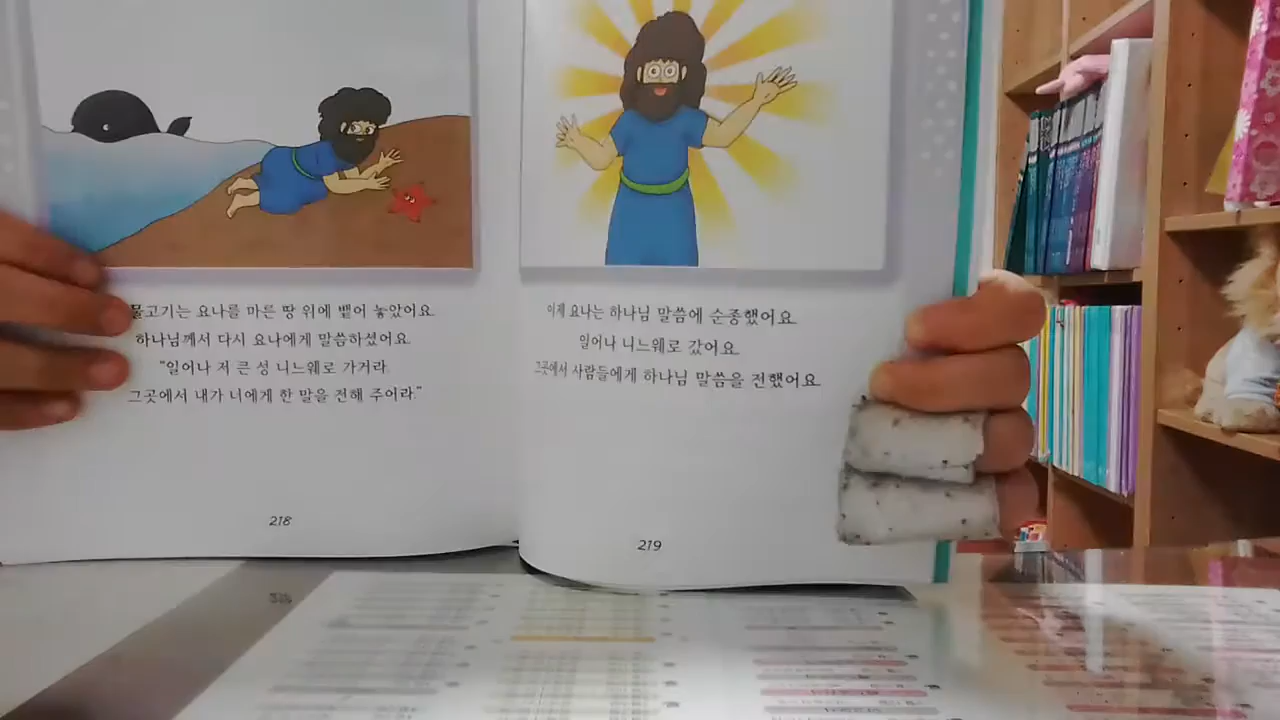 물고기는 요나를 마른 땅 위에 뱉어 놓았어요.
하나님께서 다시 요나에게 말씀하셨어요.
"일어나 저 큰 성 니느웨로 가거라.
그곳에서 내가 너에게 한 말을 전해 주어라."
218
이제 요나는 하나님 말씀에 순종했어요.
일어나 니느웨로 갔어요.
그곳에서 사람들에게 하나님 말씀을 전했어요.
219